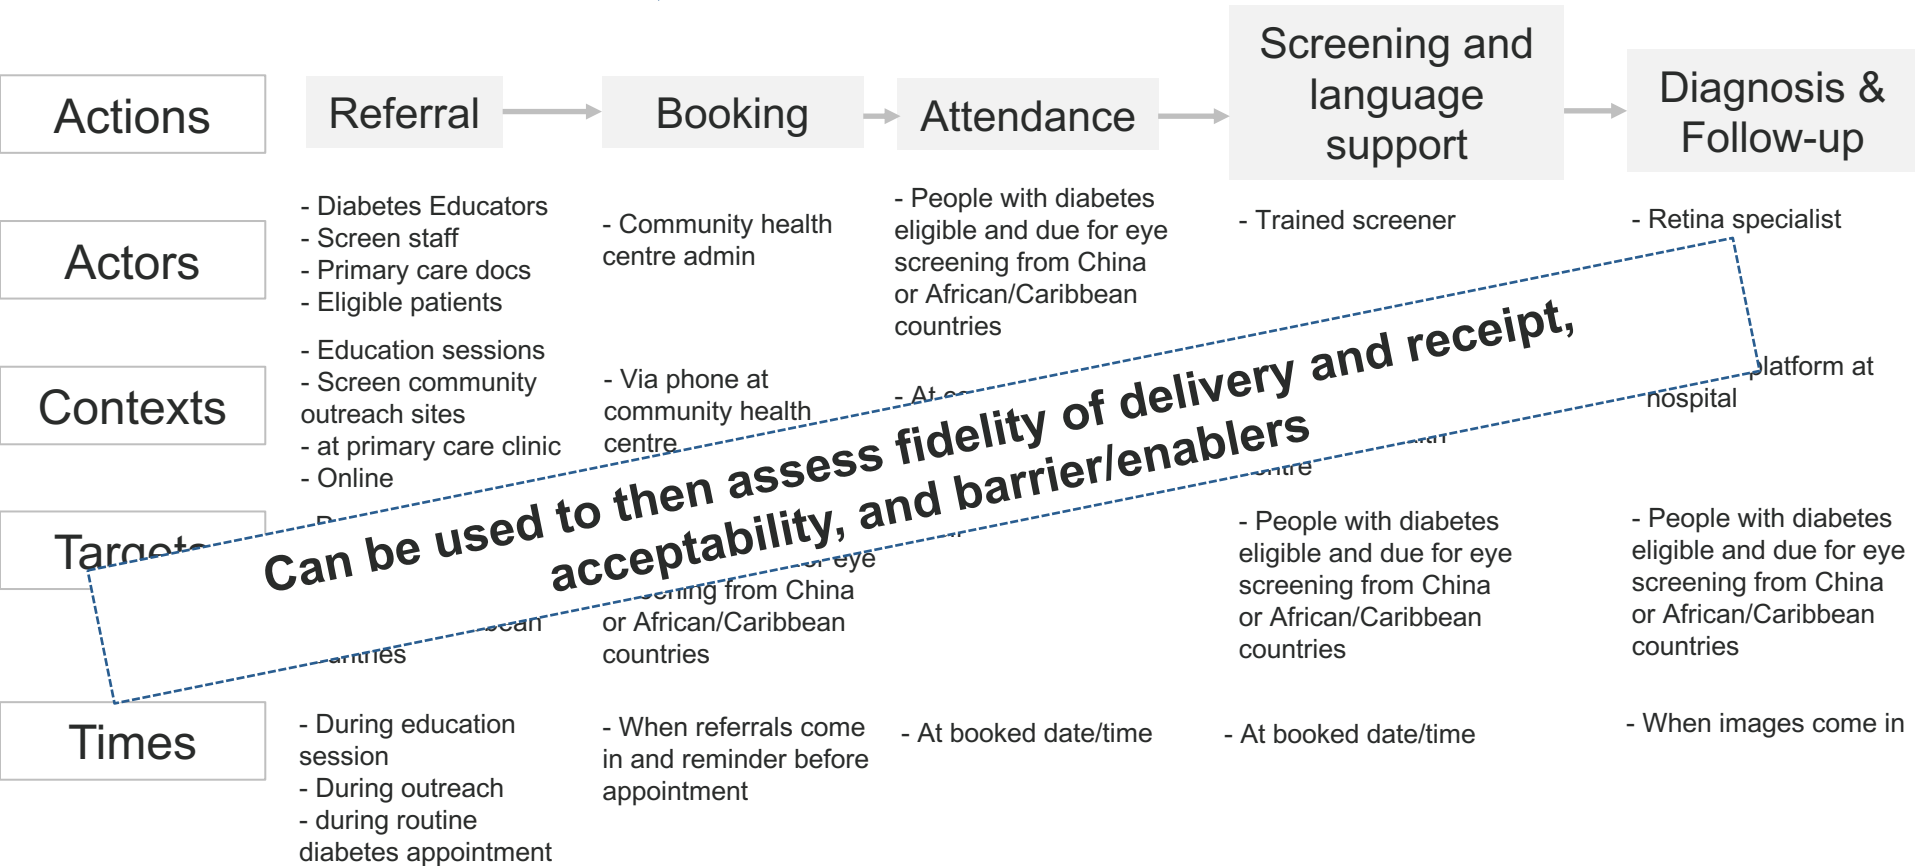 Actions
Referral
Booking
Attendance
Screening and
language
support
Diagnosis &
Follow-up
Actors
- Diabetes Educators
- Screen staff
- Primary care docs
- Eligible patients
- Community health
centre admin
- People with diabetes
eligible and due for eye
screening from China
or African/Caribbean
countries
- Trained screener
- Retina specialist
Contexts
- Education sessions
- Screen community
outreach sites
- at primary care clinic
- Online
- Via phone at
community health
centre
- At
platform at
hospital
Can be used to then assess fidelity of delivery and receipt,
acceptability, and barrier/enablers
Targets
eye
from China
or African/Caribbean
countries
- People with diabetes
eligible and due for eye
screening from China
or African/Caribbean
countries
- People with diabetes
eligible and due for eye
screening from China
or African/Caribbean
countries
Times
- During education
session
- During outreach
- during routine
diabetes appointment
- When referrals come
in and reminder before
appointment
- At booked date/time
- At booked date/time
- When images come in